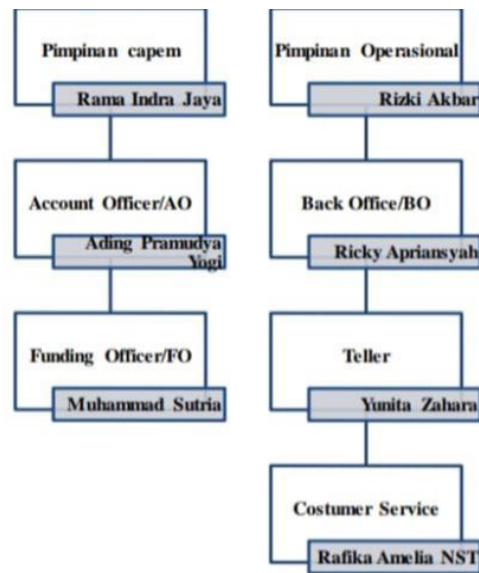 Pimpinan capem
Rama Indra Jaya
Account Officer/AO
Ading Pramudya
Yogi
Funding Officer/FO
Muhammad Sutria
Pimpinan Operasional
Rizki Akbar
Back Office/BO
Ricky Apriansyah
Teller
Yunita Zahara
Costumer Service
Rafika Amelia NST